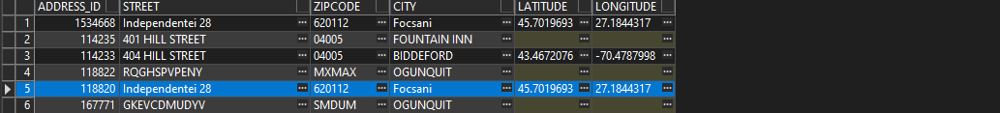 ADDRESS_ID STREET ZIPCODE CITY LATITUDE LONGITUDE
1 1534668 Independentei 28 ... 620112 ... Focsani ... 45.7019693 ... 27.1844317 ...
2 114235 401 HILL STREET ... 04005 ... FOUNTAIN INN ... ... ...
3 114233 404 HILL STREET ... 04005 ... BIDDEFORD ... 43.4672076 ... -70.4787998 ...
4 118822 RQGHSPVPENY ... MXMAX ... OGUNQUIT ... ... ...
5 118820 Independentei 28 ... 620112 ... Focsani ... 45.7019693 ... 27.1844317 ...
6 167771 GKEVCDMUDYV ... SMDUM ... OGUNQUIT ... ... ...